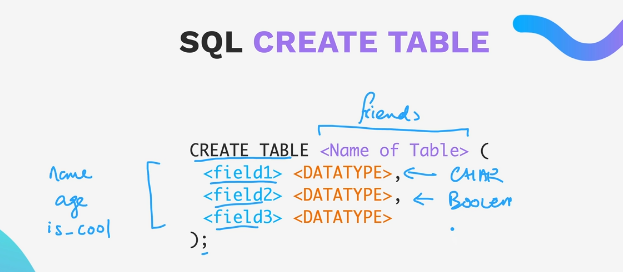 SQL CREATE TABLE
friends
CREATE TABLE <Name of Table> (
name <field1> <DATATYPE>, CHAR
age <field2> <DATATYPE>, Boolean
is_cool <field3> <DATATYPE>
);